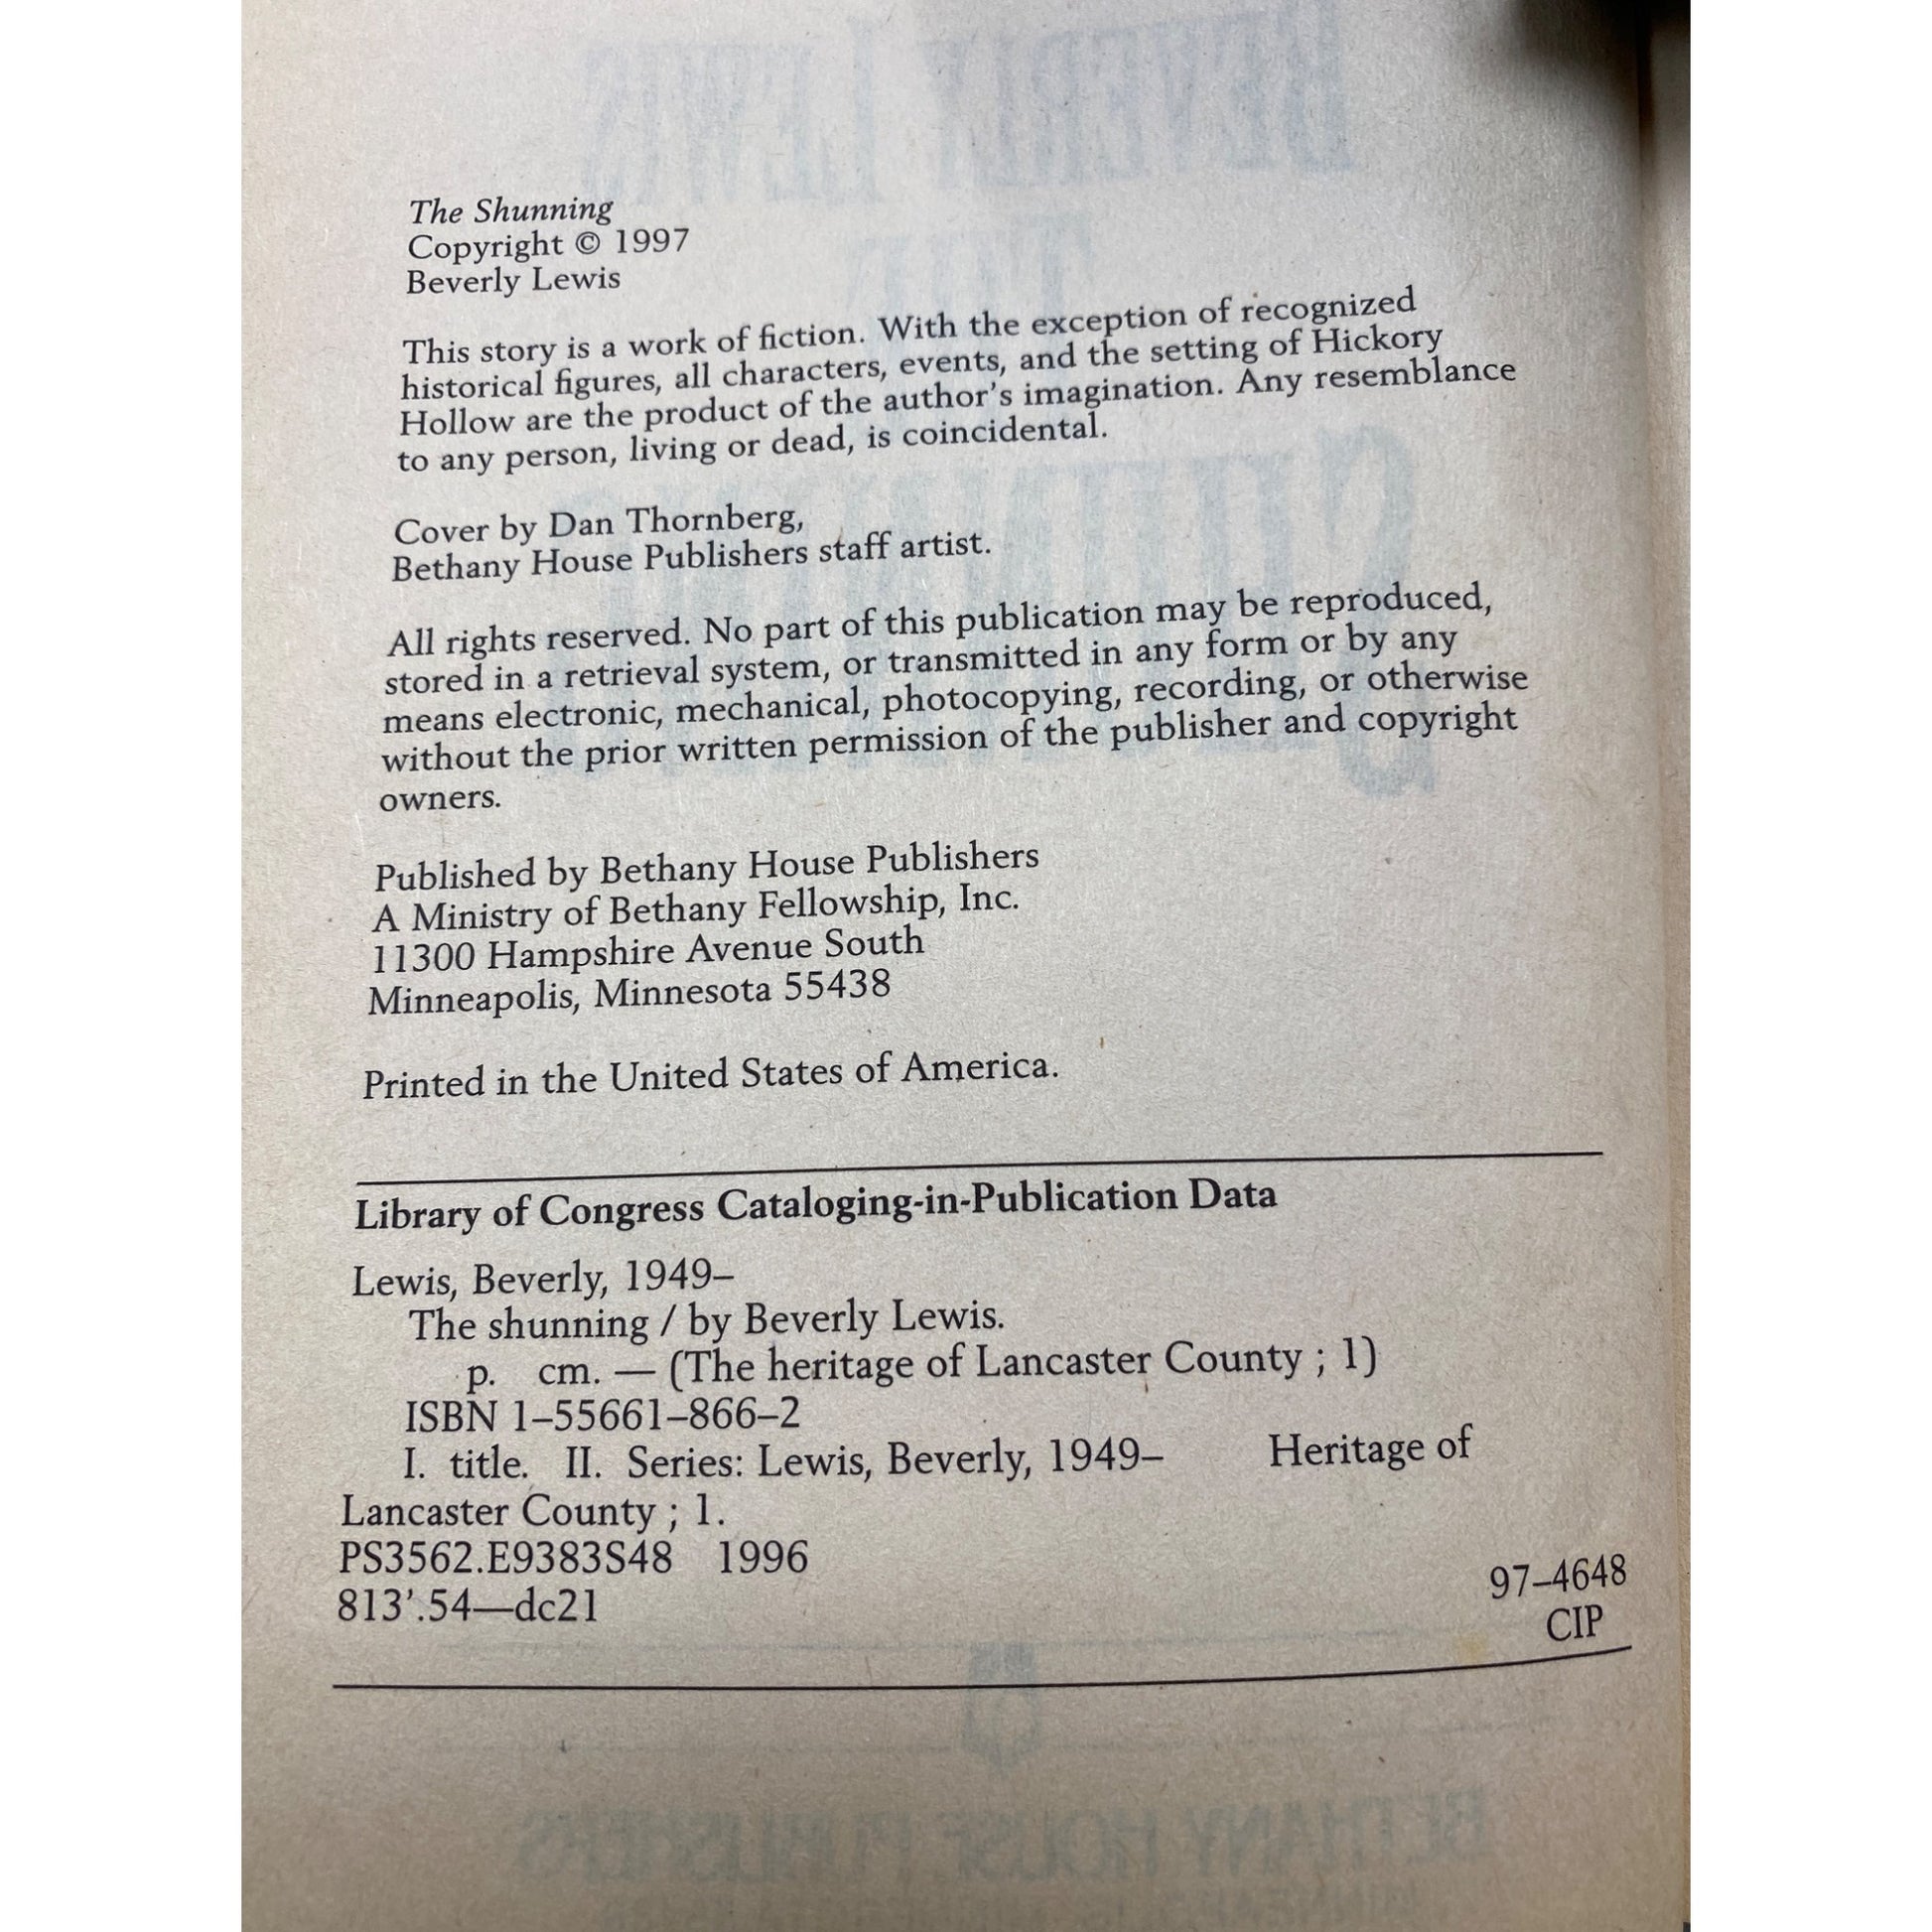 The Shunning
Copyright © 1997
Beverly Lewis
This story is a work of fiction. With the exception of recognized
historical figures, all characters, events, and the setting of Hickory
Hollow are the product of the author's imagination. Any resemblance
to any person, living or dead, is coincidental.
Cover by Dan Thornberg,
Bethany House Publishers staff artist.
All rights reserved. No part of this publication may be reproduced,
stored in a retrieval system, or transmitted in any form or by any
means electronic, mechanical, photocopying, recording, or otherwise
without the prior written permission of the publisher and copyright
owners.
Published by Bethany House Publishers
A Ministry of Bethany Fellowship, Inc.
11300 Hampshire Avenue South
Minneapolis, Minnesota 55438
Printed in the United States of America.
Library of Congress Cataloging-in-Publication Data
Lewis, Beverly, 1949–
The shunning / by Beverly Lewis.
p. cm. — (The heritage of Lancaster County ; 1)
ISBN 1–55661–866–2
I. title. II. Series: Lewis, Beverly, 1949– Heritage of
Lancaster County ; 1.
PS3562.E9383S48 1996
813'.54—dc21
97–4648
CIP